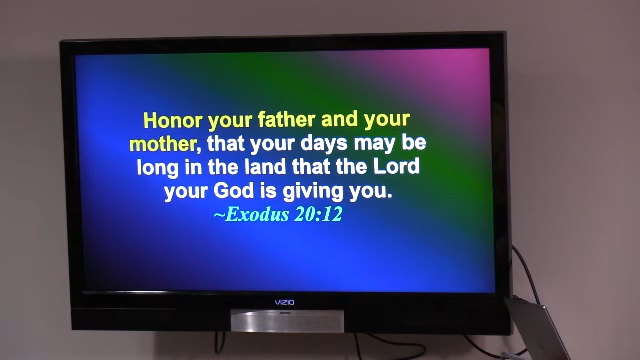 Honor your father and your
mother, that your days may be
long in the land that the Lord
your God is giving you.
~Exodus 20:12
VIZIO